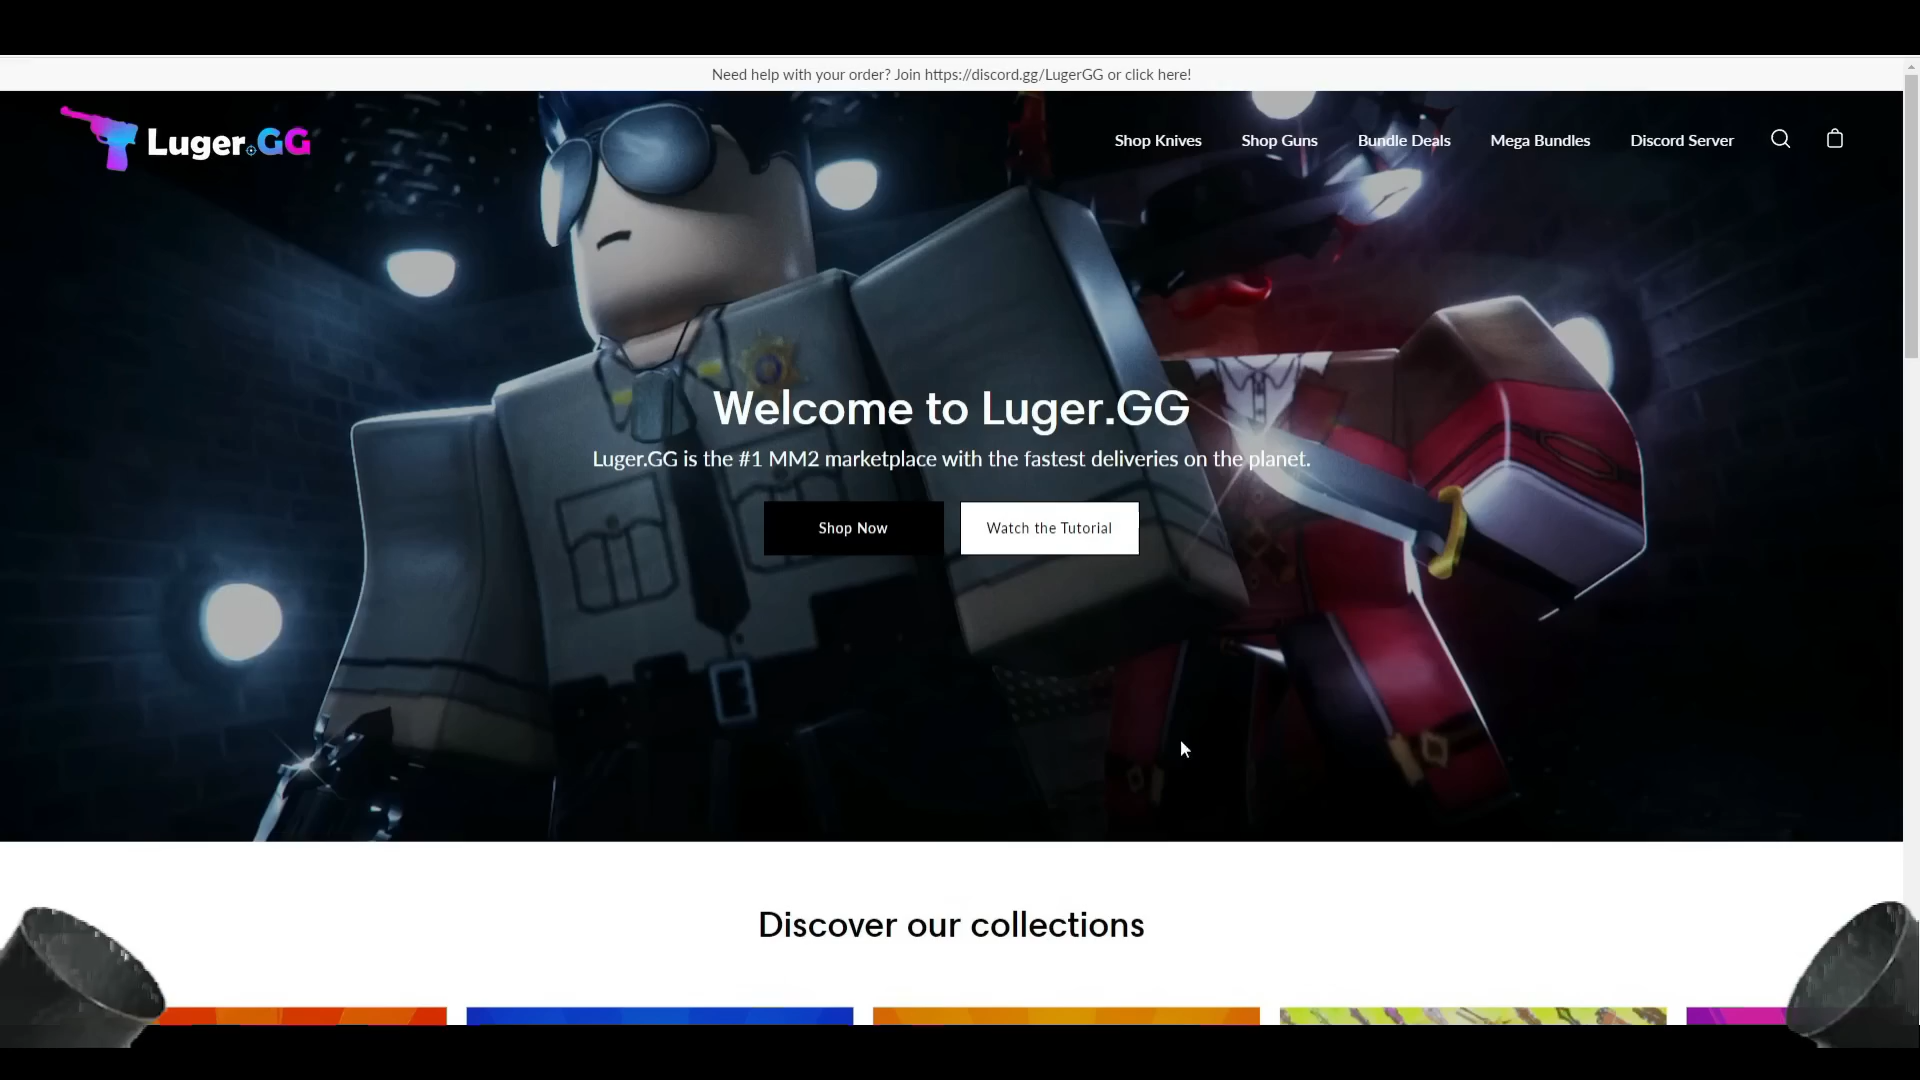 Need help with your order? Join https://discord.gg/LugerGG or click here!
Luger.GG
Shop Knives
Shop Guns
Bundle Deals
Mega Bundles
Discord Server
Welcome to Luger.GG
Luger.GG is the #1 MM2 marketplace with the fastest deliveries on the planet.
Shop Now
Watch the Tutorial
Discover our collections